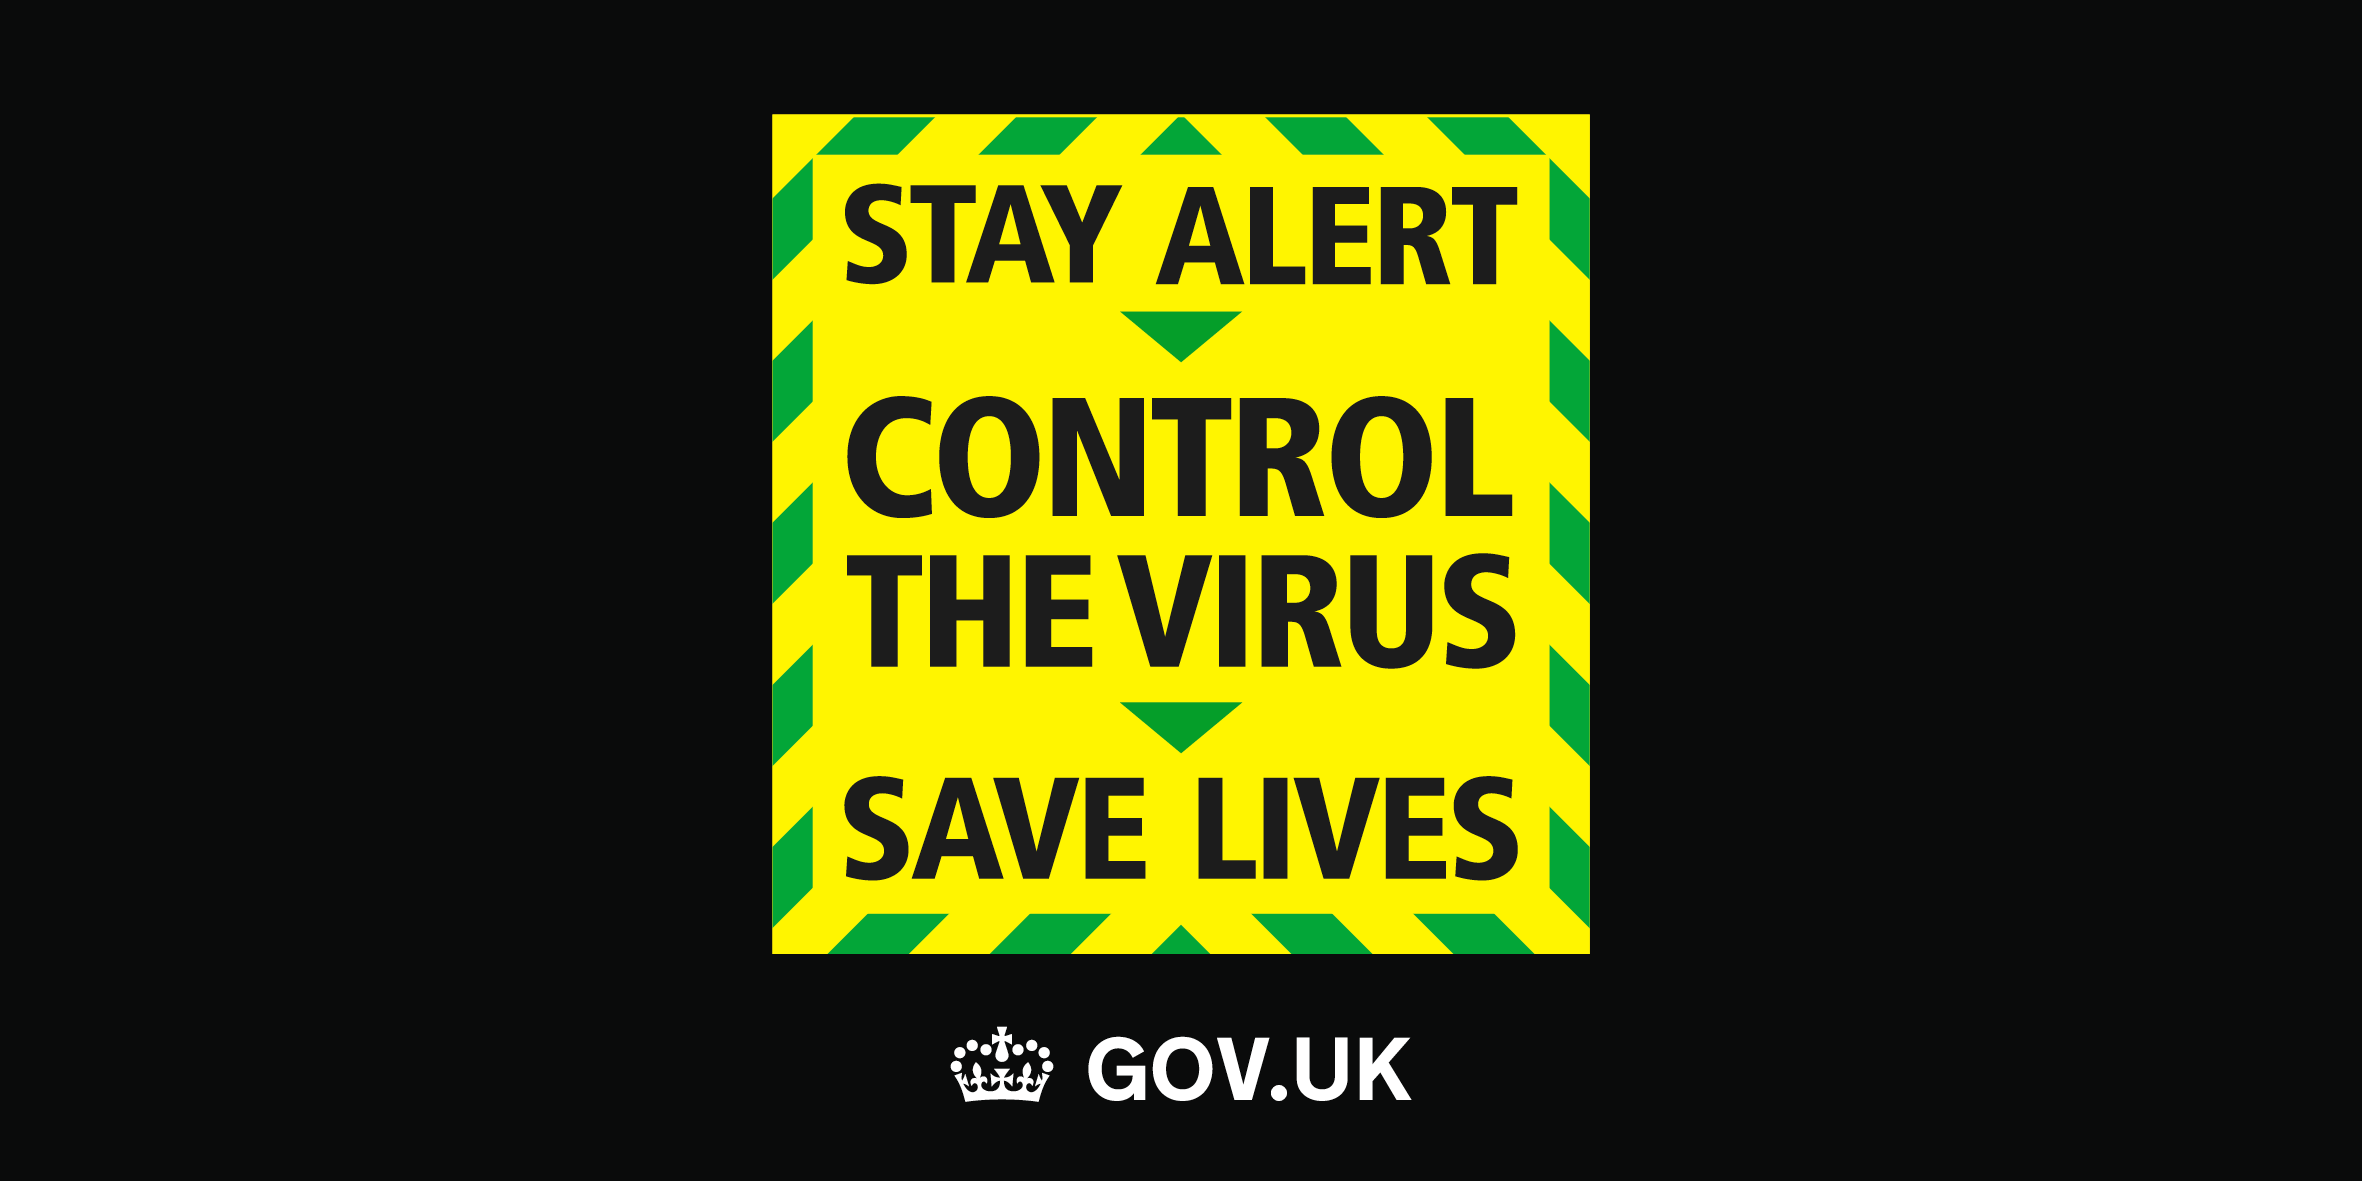 STAY ALERT
CONTROL
THE VIRUS
SAVE LIVES
GOV.UK